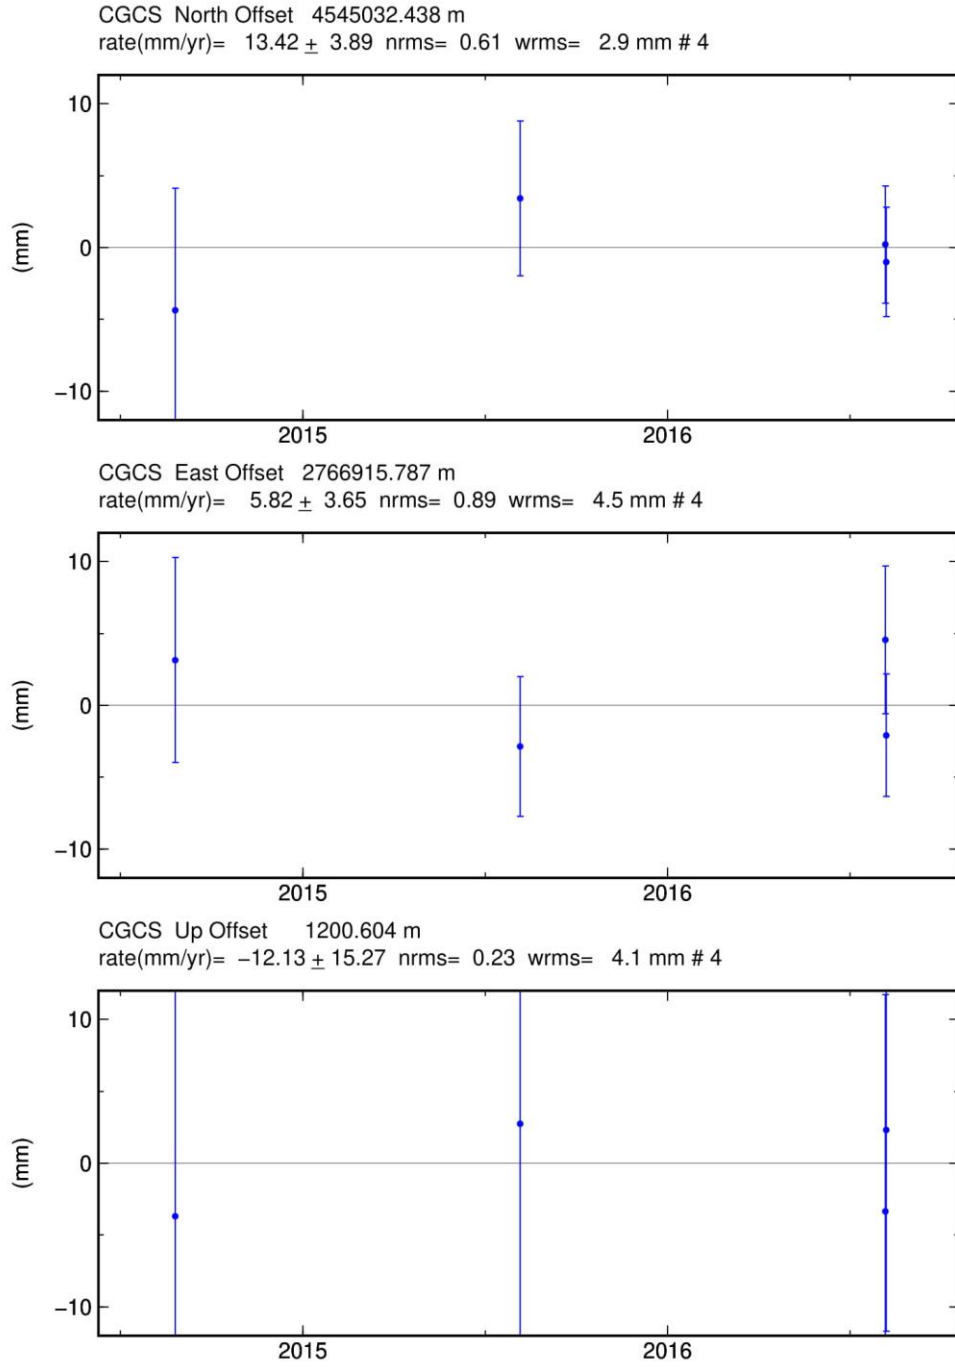 CGCS North Offset 4545032.438 m
rate(mm/yr)= 13.42 ± 3.89 nrms= 0.61 wrms= 2.9 mm # 4
10
0
−10
(mm)
2015 2016
CGCS East Offset 2766915.787 m
rate(mm/yr)= 5.82 ± 3.65 nrms= 0.89 wrms= 4.5 mm # 4
10
0
−10
(mm)
2015 2016
CGCS Up Offset 1200.604 m
rate(mm/yr)= −12.13 ± 15.27 nrms= 0.23 wrms= 4.1 mm # 4
10
0
−10
(mm)
2015 2016